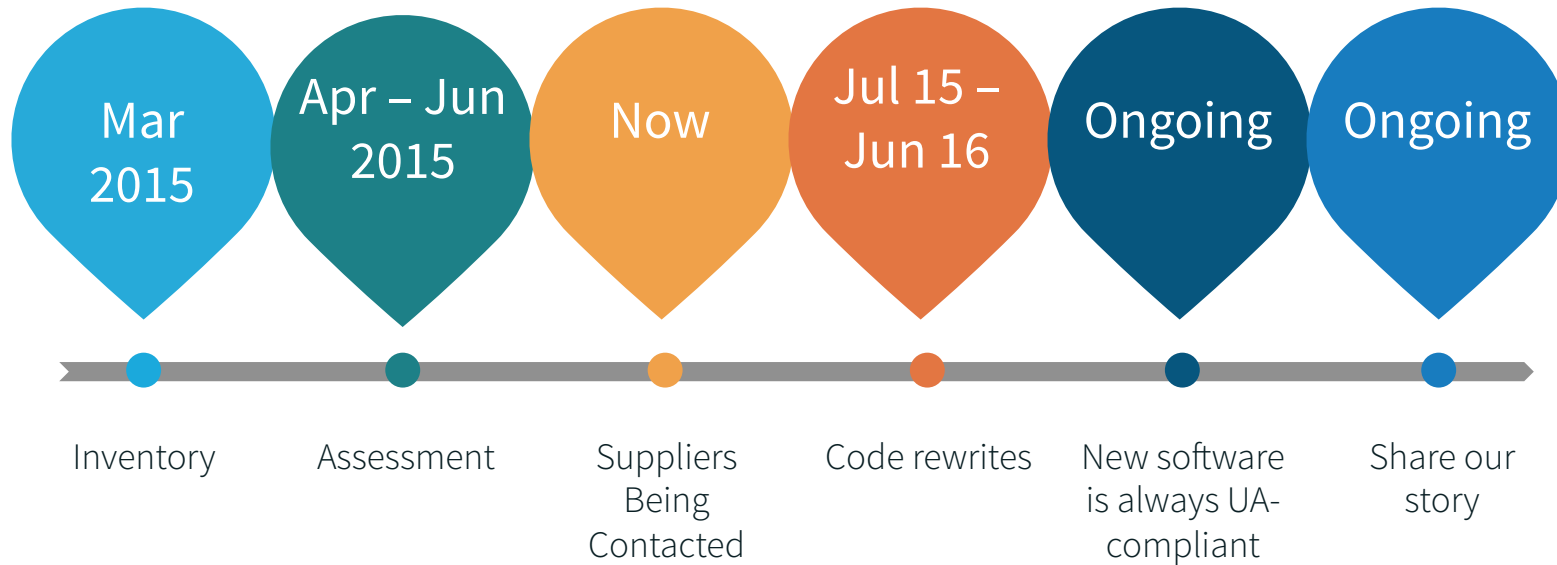 Mar
2015
Apr – Jun
2015
Now
Jul 15 –
Jun 16
Ongoing
Ongoing
Inventory
Assessment
Suppliers
Being
Contacted
Code rewrites
New software
is always UA-
compliant
Share our
story